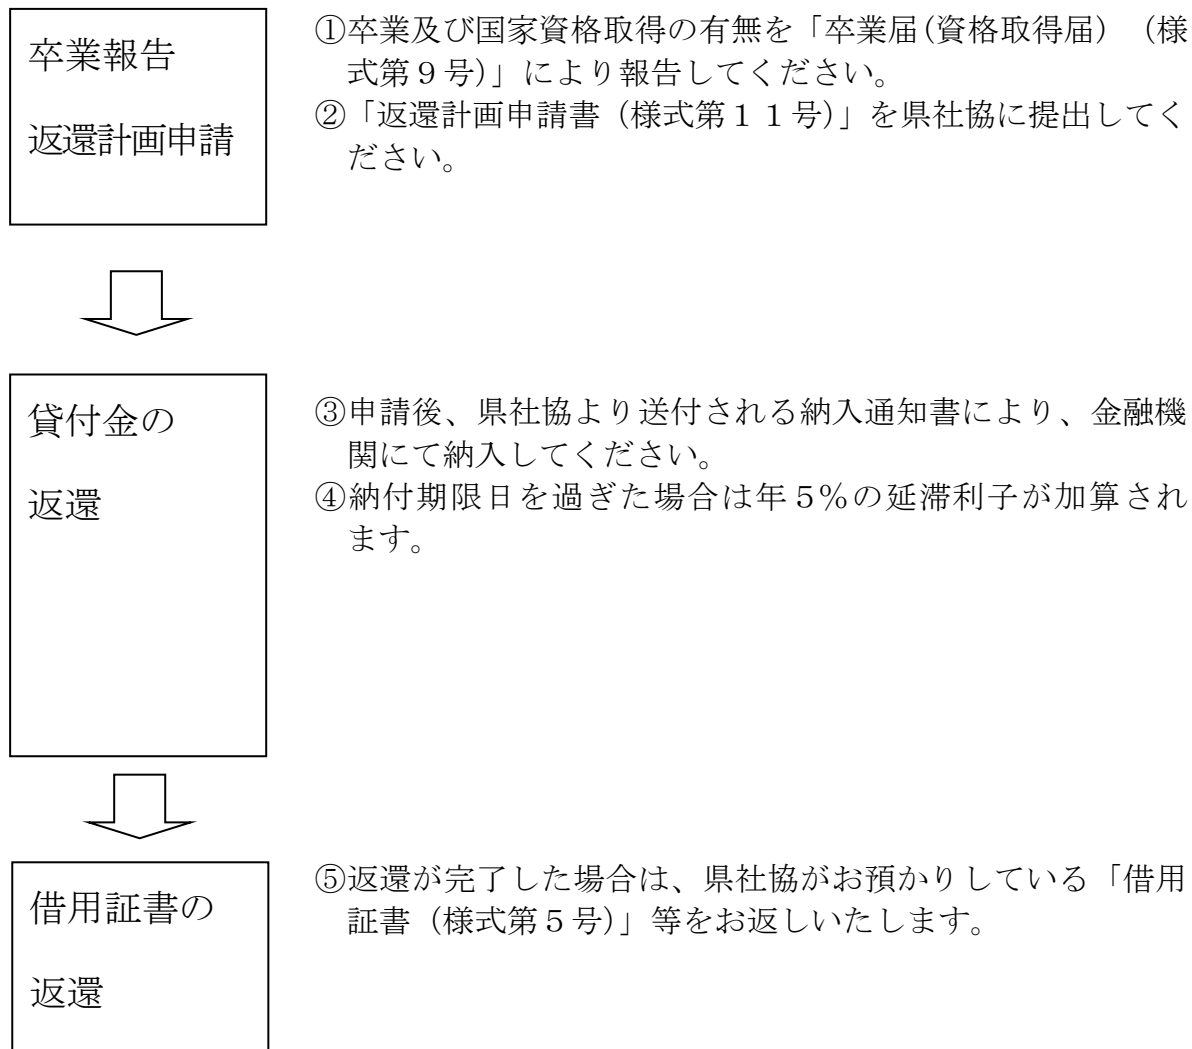 卒業報告
返還計画申請
①卒業及び国家資格取得の有無を「卒業届(資格取得届)（様
式第９号)」により報告してください。
②「返還計画申請書（様式第１１号)」を県社協に提出してく
ださい。
貸付金の
返還
③申請後、県社協より送付される納入通知書により、金融機
関にて納入してください。
④納付期限日を過ぎた場合は年５％の延滞利子が加算され
ます。
借用証書の
返還
⑤返還が完了した場合は、県社協がお預かりしている「借用
証書（様式第５号)」等をお返しいたします。